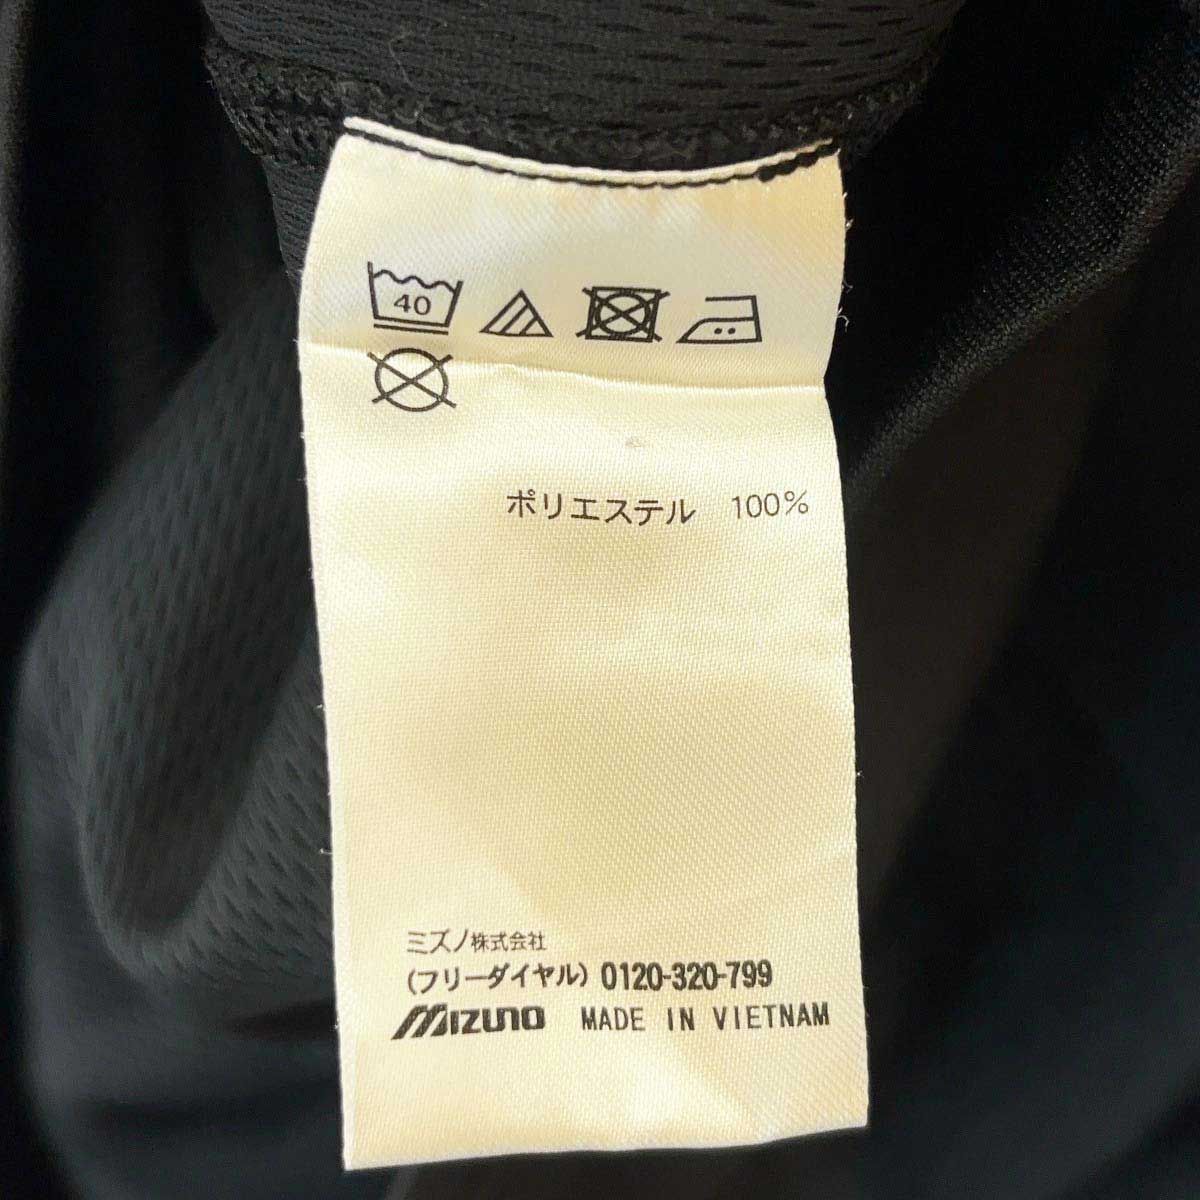 40
ポリエステル 100%
ミズノ株式会社
(フリーダイヤル) 0120-320-799
MIZUNO MADE IN VIETNAM